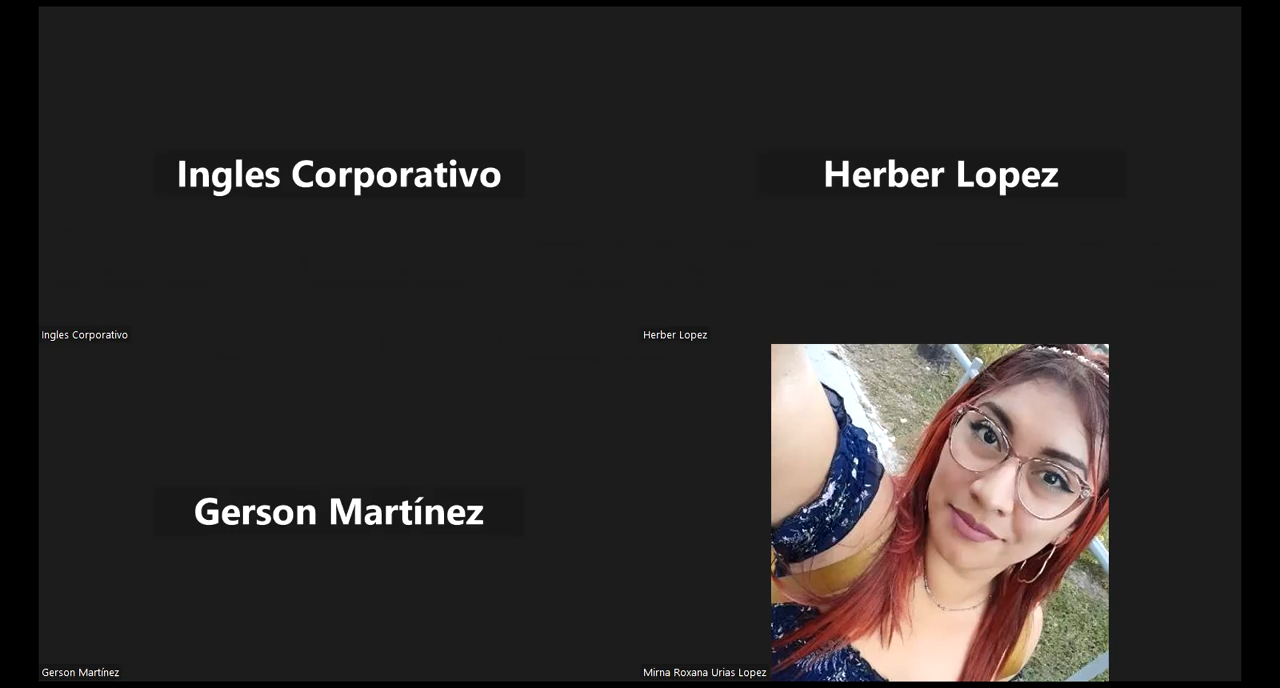 Ingles Corporativo
Herber Lopez
Ingles Corporativo
Herber Lopez
Gerson Martínez
Gerson Martínez
Mirna Roxana Urias Lopez